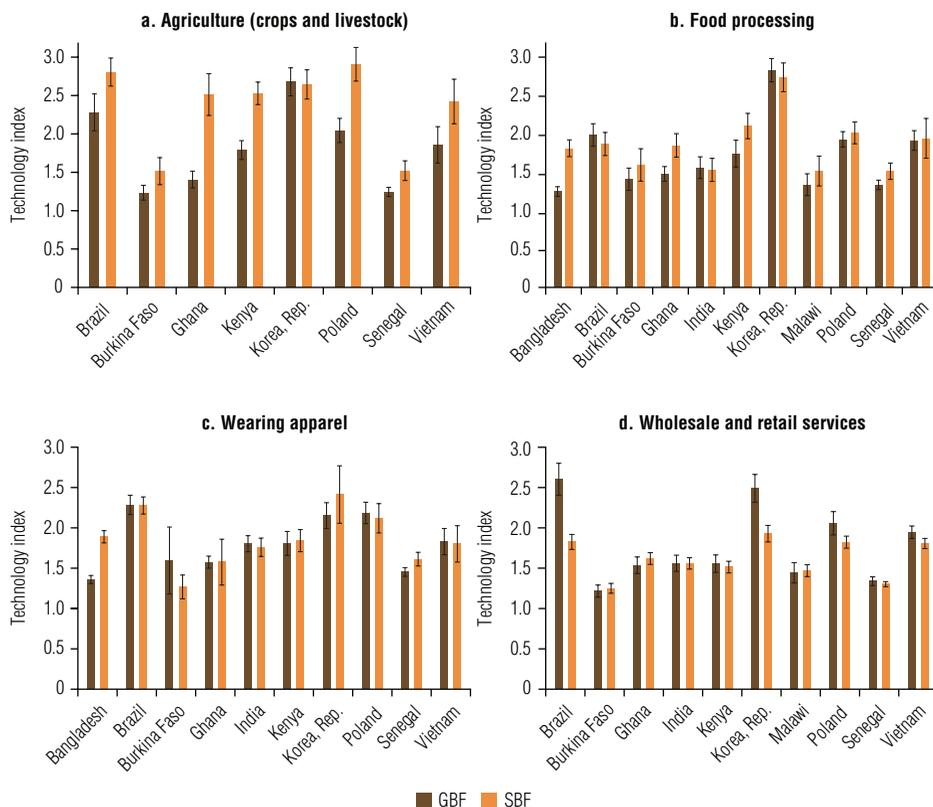 a. Agriculture (crops and livestock)
3.0
2.5
2.0
1.5
1.0
0.5
0
Technology index
Brazil
Burkina Faso
Ghana
Kenya
Korea, Rep.
Poland
Senegal
Vietnam
b. Food processing
3.0
2.5
2.0
1.5
1.0
0.5
0
Technology index
Bangladesh
Brazil
Burkina Faso
Ghana
India
Kenya
Korea, Rep.
Malawi
Poland
Senegal
Vietnam
c. Wearing apparel
3.0
2.5
2.0
1.5
1.0
0.5
0
Technology index
Bangladesh
Brazil
Burkina Faso
Ghana
India
Kenya
Korea, Rep.
Poland
Senegal
Vietnam
d. Wholesale and retail services
3.0
2.5
2.0
1.5
1.0
0.5
0
Technology index
Brazil
Burkina Faso
Ghana
India
Kenya
Korea, Rep.
Malawi
Poland
Senegal
Vietnam
GBF SBF